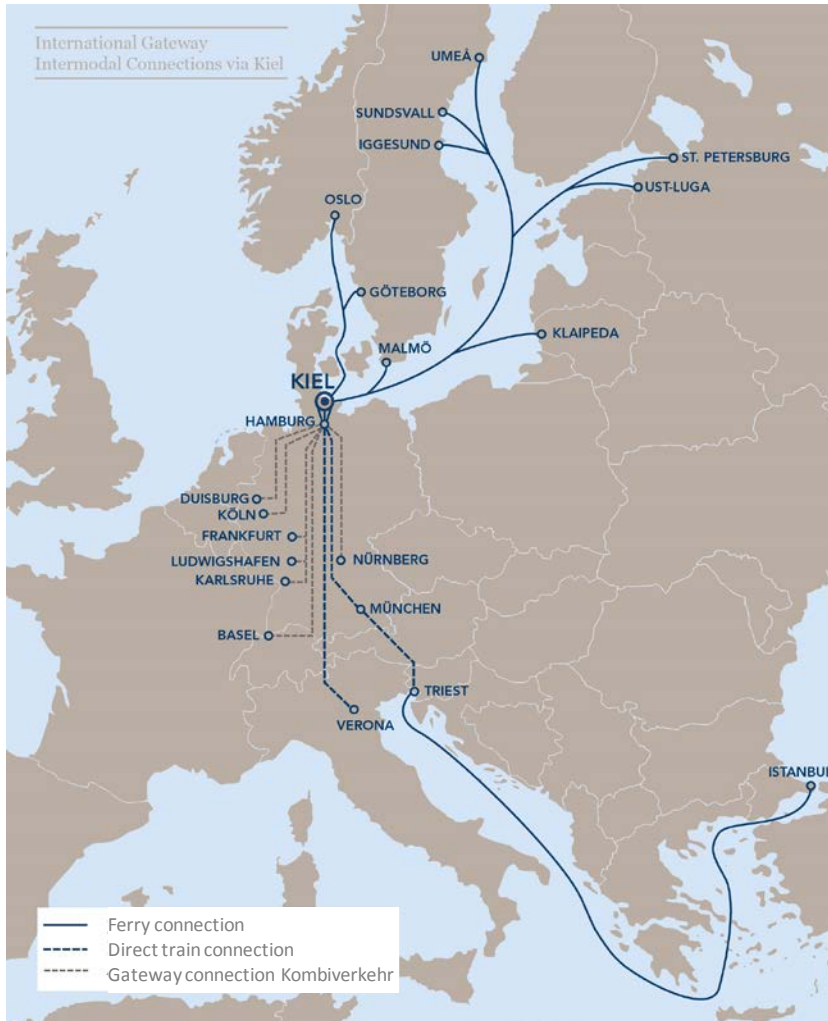 International Gateway
Intermodal Connections via Kiel
UMEÅ
SUNDSVALL
IGGESUND
ST. PETERSBURG
UST-LUGA
OSLO
GÖTEBORG
KLAIPEDA
MALMÖ
KIEL
HAMBURG
DUISBURG
KÖLN
FRANKFURT
LUDWIGSHAFEN
NÜRNBERG
KARLSRUHE
MÜNCHEN
BASEL
TRIEST
VERONA
ISTANBUL
Ferry connection
Direct train connection
Gateway connection Kombiverkehr